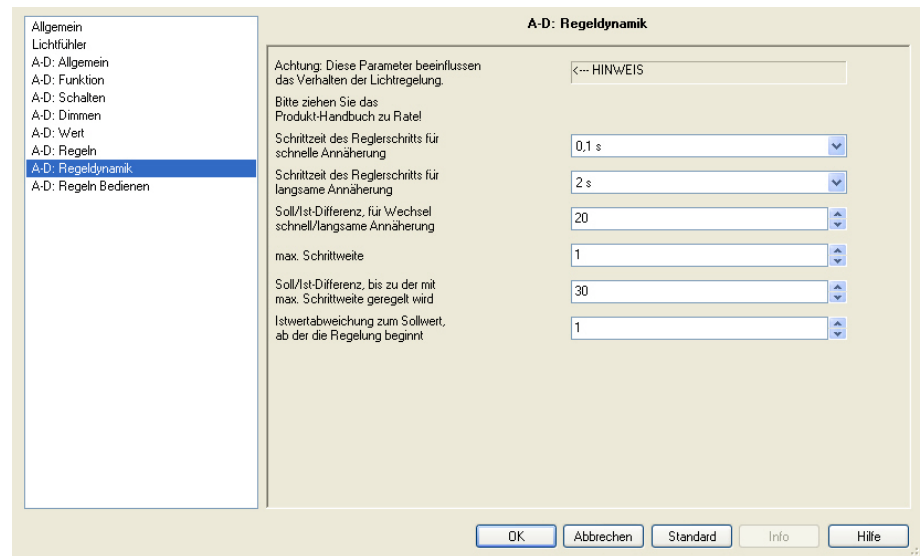 Allgemein
Lichtfühler
A-D: Allgemein
A-D: Funktion
A-D: Schalten
A-D: Dimmen
A-D: Wert
A-D: Regeln
A-D: Regeldynamik
A-D: Regeln Bedienen
A-D: Regeldynamik
Achtung: Diese Parameter beeinflussen
das Verhalten der Lichtregelung.
<--- HINWEIS
Bitte ziehen Sie das
Produkt-Handbuch zu Rate!
Schrittzeit des Reglerschritts für
schnelle Annäherung
0,1 s
Schrittzeit des Reglerschritts für
langsame Annäherung
2 s
Soll/Ist-Differenz, für Wechsel
schnell/langsame Annäherung
20
max. Schrittweite
1
Soll/Ist-Differenz, bis zu der mit
max. Schrittweite geregelt wird
30
Istwertabweichung zum Sollwert,
ab der die Regelung beginnt
1
OK
Abbrechen
Standard
Info
Hilfe